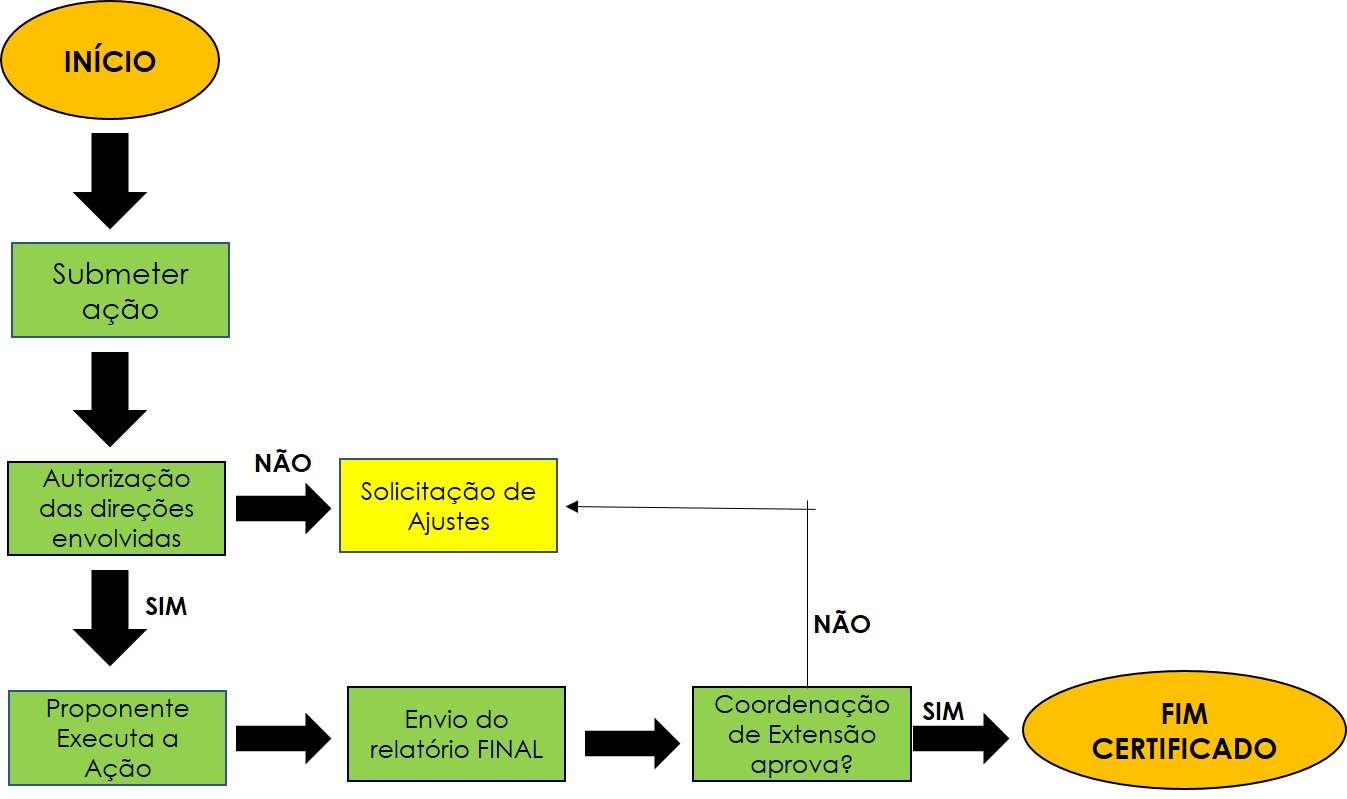 INÍCIO
Submeter
ação
Autorização
das direções
envolvidas
NÃO
Solicitação de
Ajustes
SIM
NÃO
Proponente
Executa a
Ação
Envio do
relatório FINAL
Coordenação
de Extensão
aprova?
SIM
FIM
CERTIFICADO